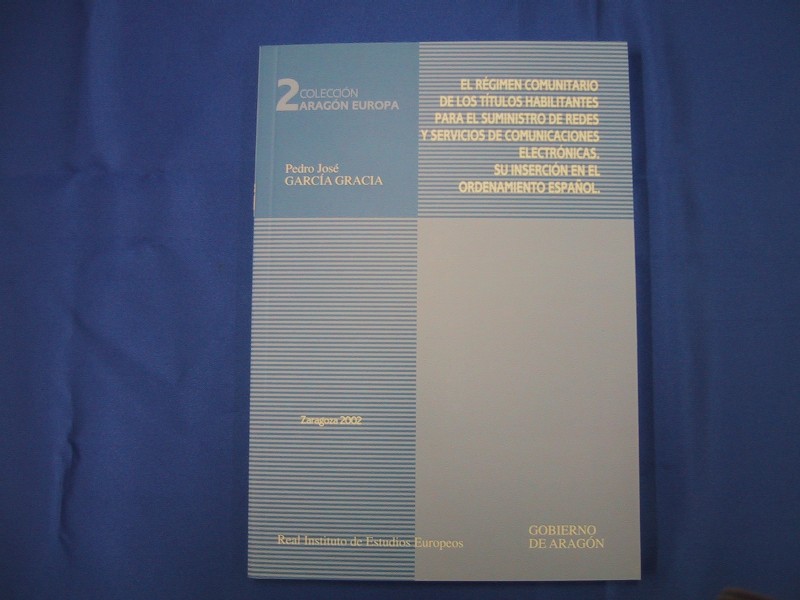 2 COLECCIÓN
ARAGÓN EUROPA
Pedro José
GARCÍA GRACIA
EL RÉGIMEN COMUNITARIO
DE LOS TÍTULOS HABILITANTES
PARA EL SUMINISTRO DE REDES
Y SERVICIOS DE COMUNICACIONES
ELECTRÓNICAS.
SU INSERCIÓN EN EL
ORDENAMIENTO ESPAÑOL.
Zaragoza 2002
Real Instituto de Estudios Europeos
GOBIERNO
DE ARAGÓN